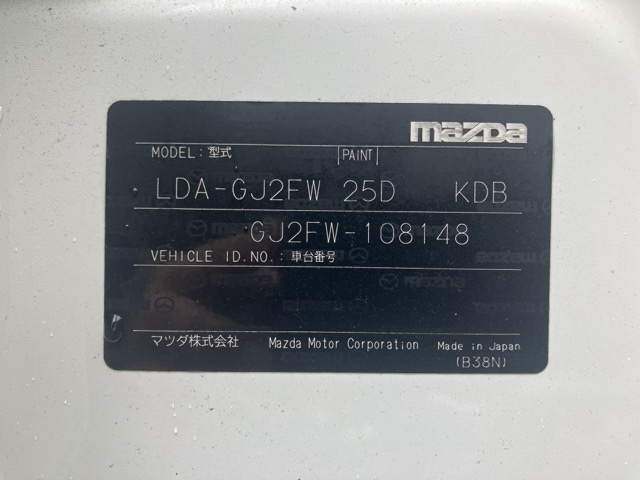 mazda
MODEL: 型式 PAINT
LDA-GJ2FW 25D KDB
GJ2FW-108148
VEHICLE ID.NO.: 車台番号
マツダ株式会社 Mazda Motor Corporation Made in Japan
(B38N)